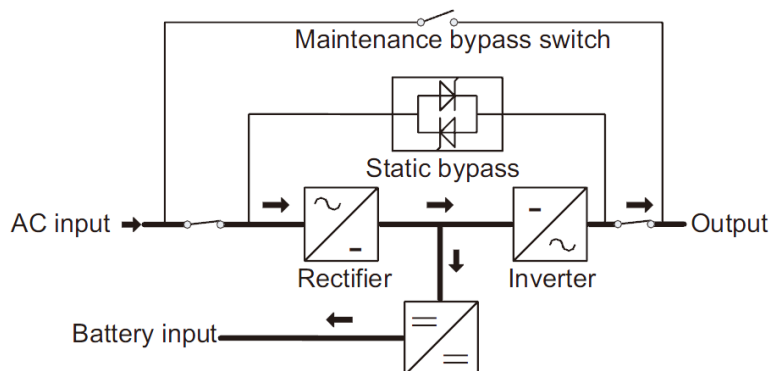 Maintenance bypass switch
Static bypass
AC input
Output
Rectifier
Inverter
Battery input